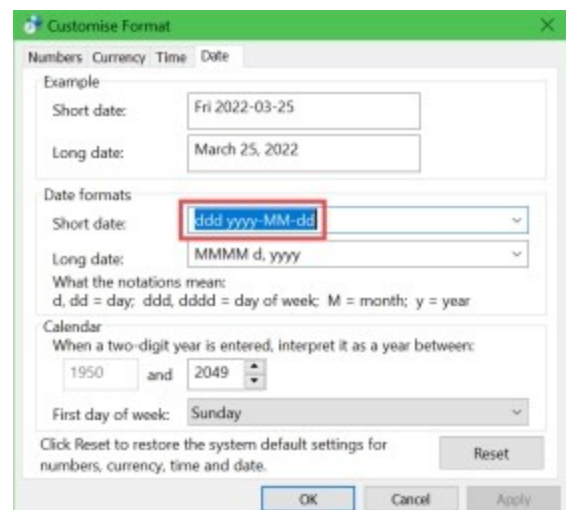 Customise Format
Numbers Currency Time Date
Example
Short date: Fri 2022-03-25
Long date: March 25, 2022
Date formats
Short date: ddd yyyy-MM-dd
Long date: MMMM d, yyyy
What the notations mean:
d, dd = day; ddd, dddd = day of week; M = month; y = year
Calendar
When a two-digit year is entered, interpret it as a year between:
1950 and 2049
First day of week: Sunday
Click Reset to restore the system default settings for
numbers, currency, time and date.
Reset
OK Cancel Apply